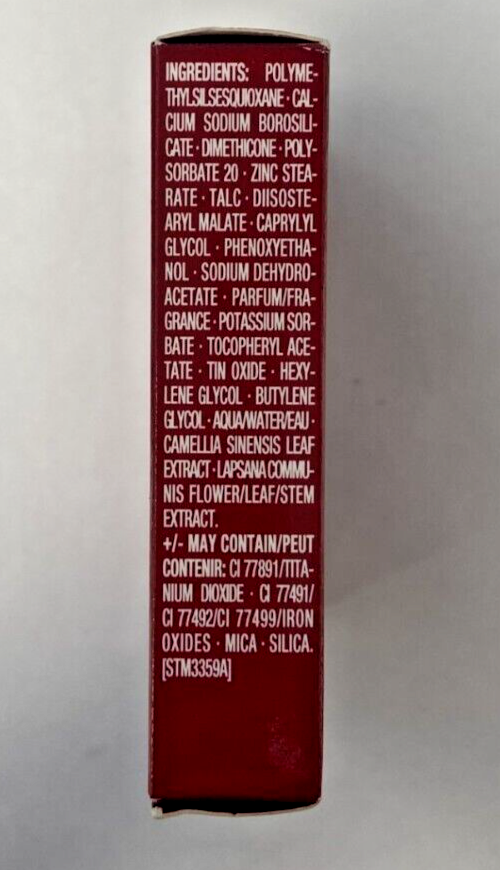 INGREDIENTS: POLYME-
THYLSILSESQUIOXANE · CAL-
CIUM SODIUM BOROSILI-
CATE · DIMETHICONE · POLY-
SORBATE 20 · ZINC STEA-
RATE · TALC · DIISOSTE-
ARYL MALATE · CAPRYLYL
GLYCOL · PHENOXYETHA-
NOL · SODIUM DEHYDRO-
ACETATE · PARFUM/FRA-
GRANCE · POTASSIUM SOR-
BATE · TOCOPHERYL ACE-
TATE · TIN OXIDE · HEXY-
LENE GLYCOL · BUTYLENE
GLYCOL · AQUA/WATER/EAU ·
CAMELLIA SINENSIS LEAF
EXTRACT · LAPSANA COMMU-
NIS FLOWER/LEAF/STEM
EXTRACT.
+/- MAY CONTAIN/PEUT
CONTENIR: CI 77891/TITA-
NIUM DIOXIDE · CI 77491/
CI 77492/CI 77499/IRON
OXIDES · MICA · SILICA.
[STM3359A]